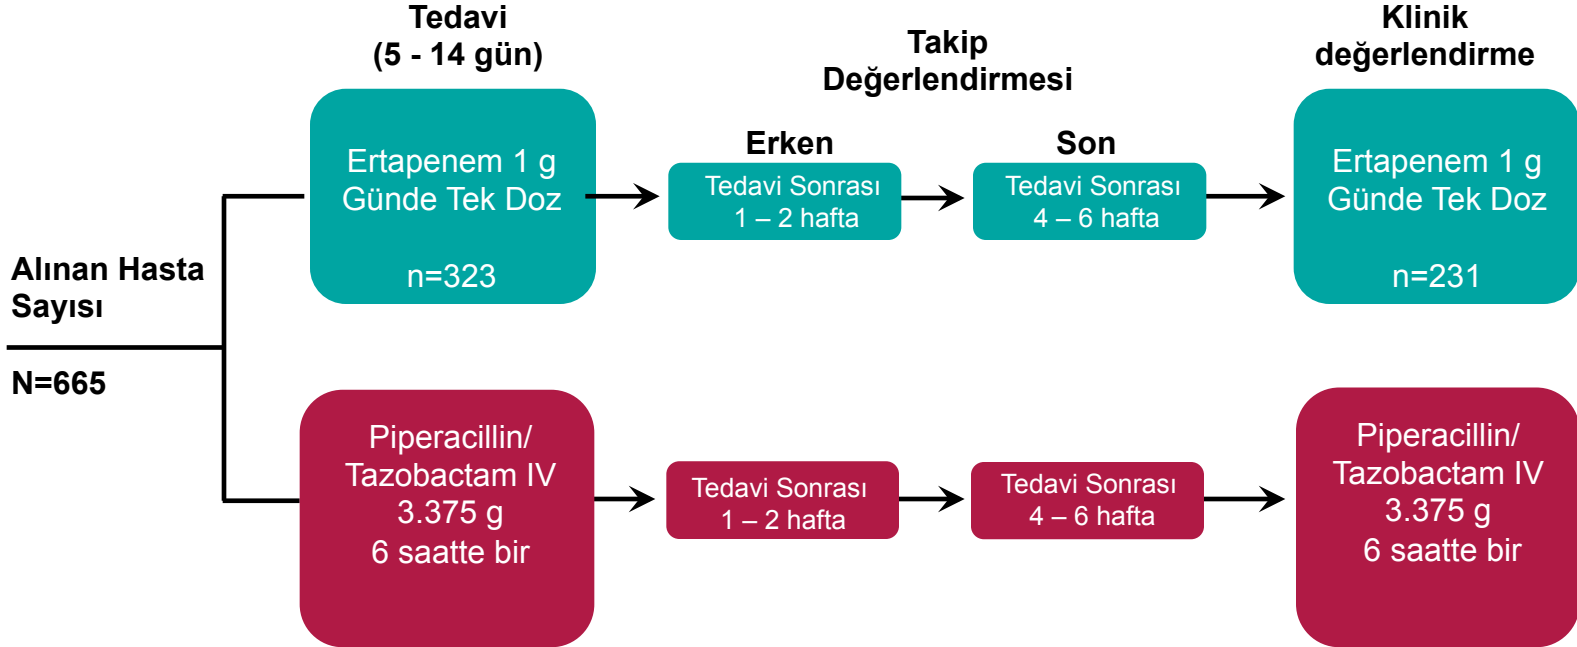 Tedavi
(5 - 14 gün)
Takip
Değerlendirmesi
Klinik
değerlendirme
Erken
Son
Alınan Hasta
Sayısı
N=665
Ertapenem 1 g
Günde Tek Doz
n=323
Tedavi Sonrası
1 – 2 hafta
Tedavi Sonrası
4 – 6 hafta
Ertapenem 1 g
Günde Tek Doz
n=231
Piperacillin/
Tazobactam IV
3.375 g
6 saatte bir
Tedavi Sonrası
1 – 2 hafta
Tedavi Sonrası
4 – 6 hafta
Piperacillin/
Tazobactam IV
3.375 g
6 saatte bir